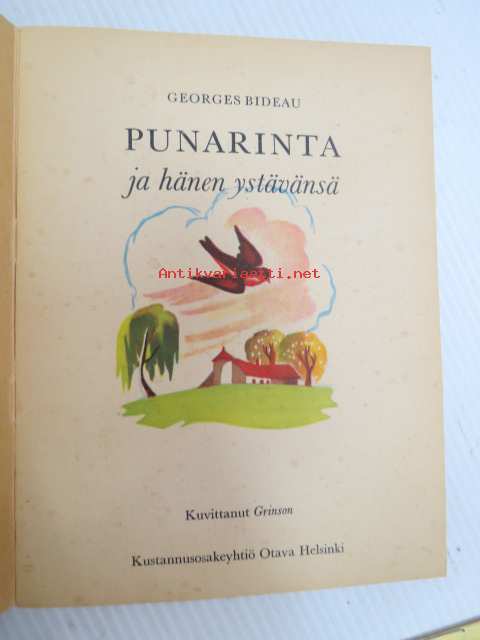 GEORGES BIDEAU
PUNARINTA
ja hänen ystävänsä
Antikvariaatti.net
Kuvittanut Grinson
Kustannusosakeyhtiö Otava Helsinki